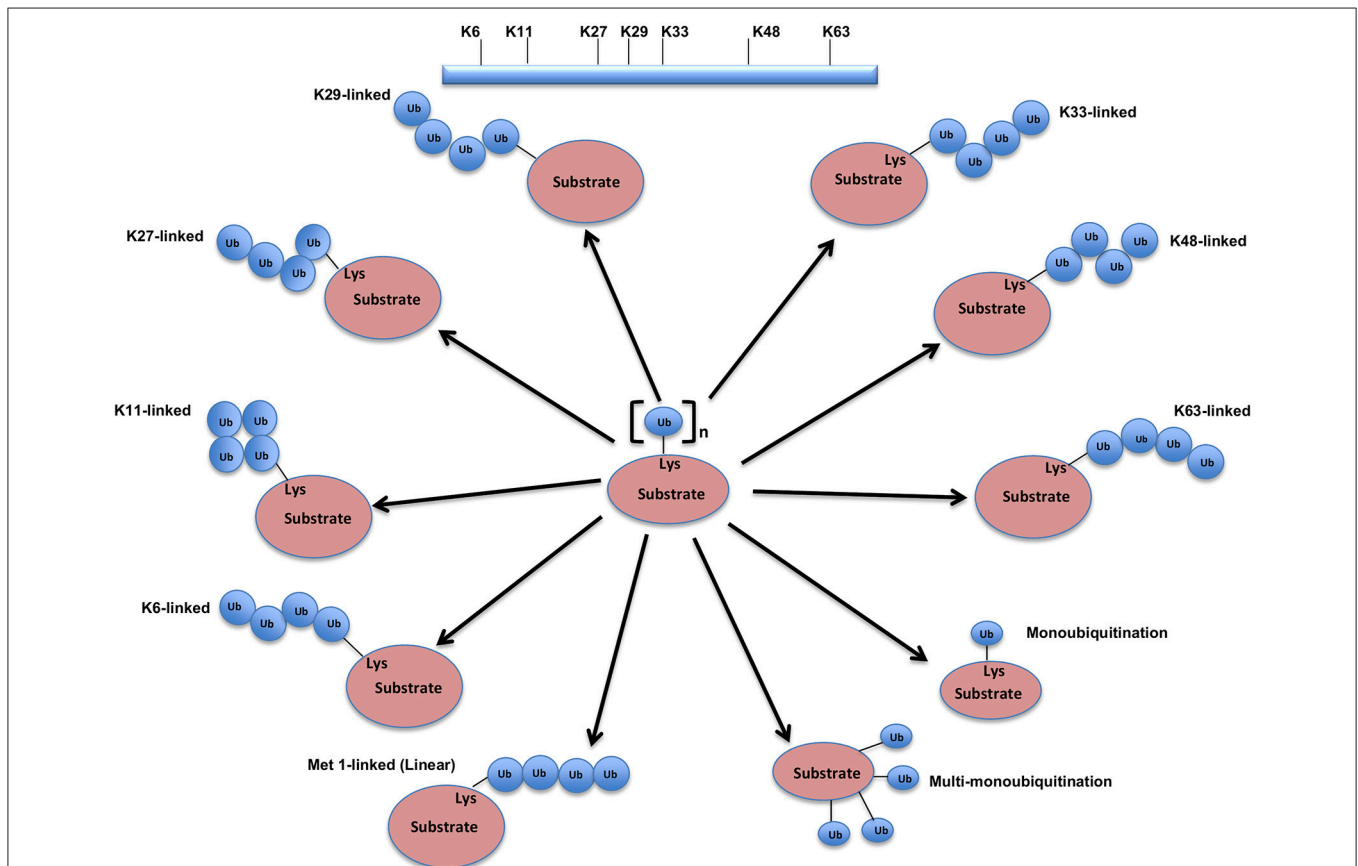 K6 K11 K27 K29 K33 K48 K63
K29-linked
Ub
Ub
Ub
Ub
Substrate
K33-linked
Ub
Ub
Ub
Ub
Lys
Substrate
K27-linked
Ub
Ub
Ub
Ub
Lys
Substrate
K48-linked
Ub
Ub
Ub
Ub
Lys
Substrate
K11-linked
Ub Ub
Ub Ub
Lys
Substrate
[Ub]n
Lys
Substrate
K63-linked
Ub
Ub
Ub
Ub
Lys
Substrate
K6-linked
Ub
Ub
Ub
Ub
Lys
Substrate
Monoubiquitination
Ub
Lys
Substrate
Met 1-linked (Linear)
Ub Ub Ub Ub
Lys
Substrate
Multi-monoubiquitination
Substrate
Ub
Ub
Ub
Ub